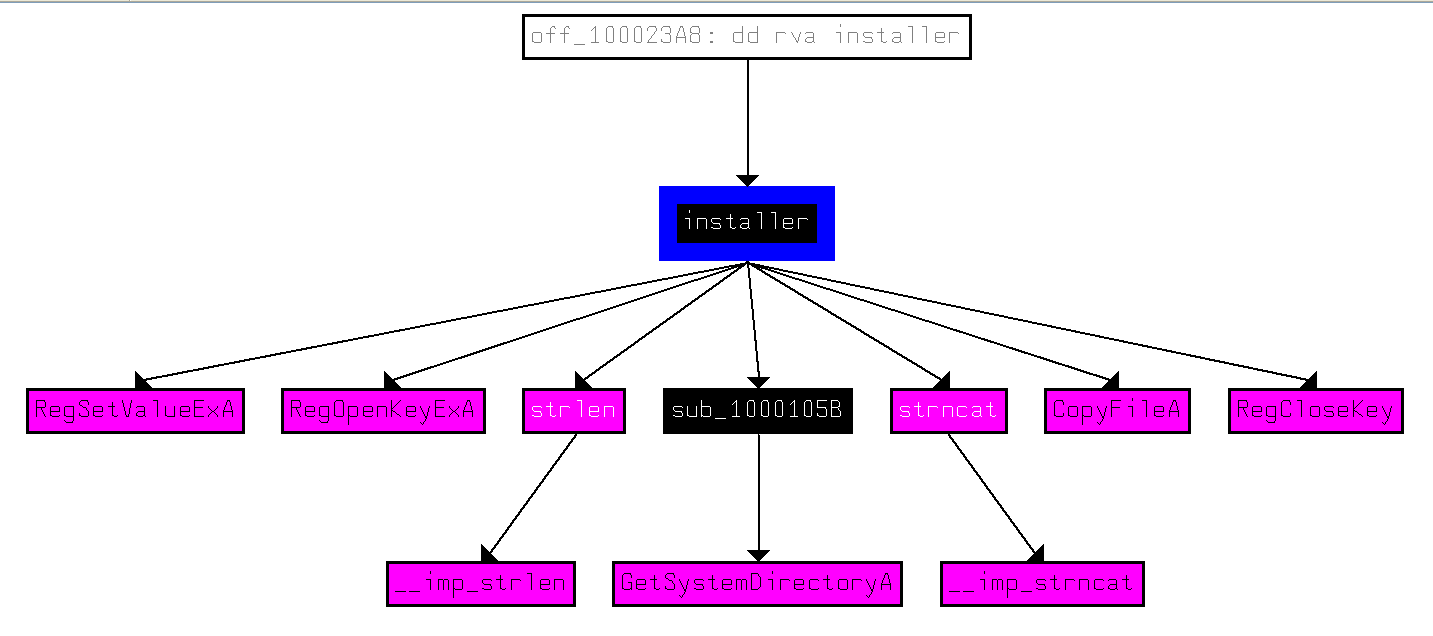 off_100023A8: dd rva installer
installer
RegSetValueExA
RegOpenKeyExA
strlen
sub_1000105B
strncat
CopyFileA
RegCloseKey
__imp_strlen
GetSystemDirectoryA
__imp_strncat